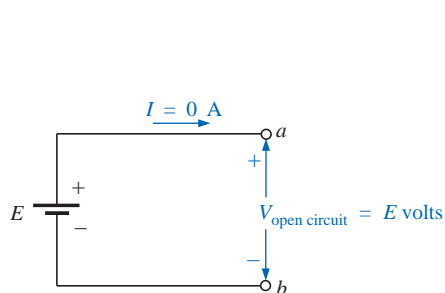 I = 0 A
a
+
+
E
V open circuit = E volts
–
–
b